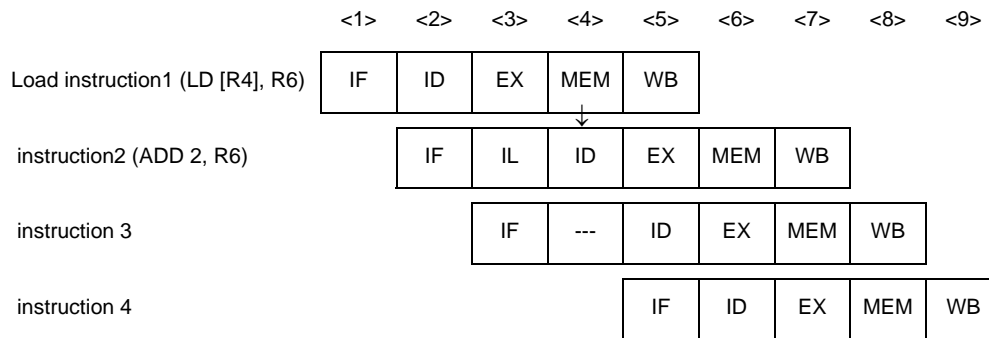 <1> <2> <3> <4> <5> <6> <7> <8> <9>
Load instruction1 (LD [R4], R6) IF ID EX MEM WB
↓
instruction2 (ADD 2, R6) IF IL ID EX MEM WB
instruction 3 IF --- ID EX MEM WB
instruction 4 IF ID EX MEM WB